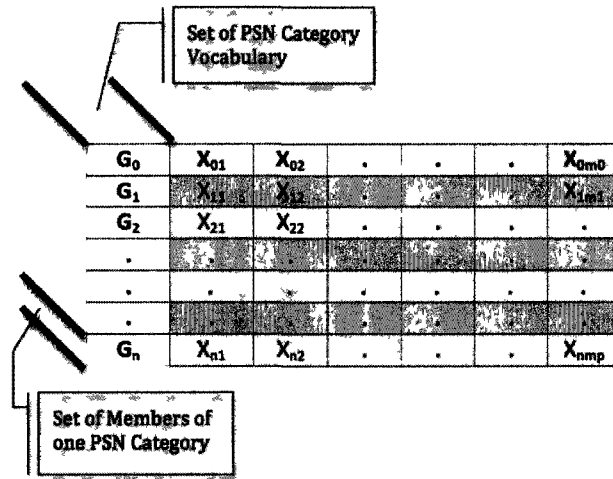 Set of PSN Category
Vocabulary
G0 X01 X02 . . . X0m0
G1 X11 X12 . . . X1m1
G2 X21 X22 . . . .
. . . . . . .
. . . . . . .
. . . . . . .
Gn Xn1 Xn2 . . . Xnmp
Set of Members of
one PSN Category